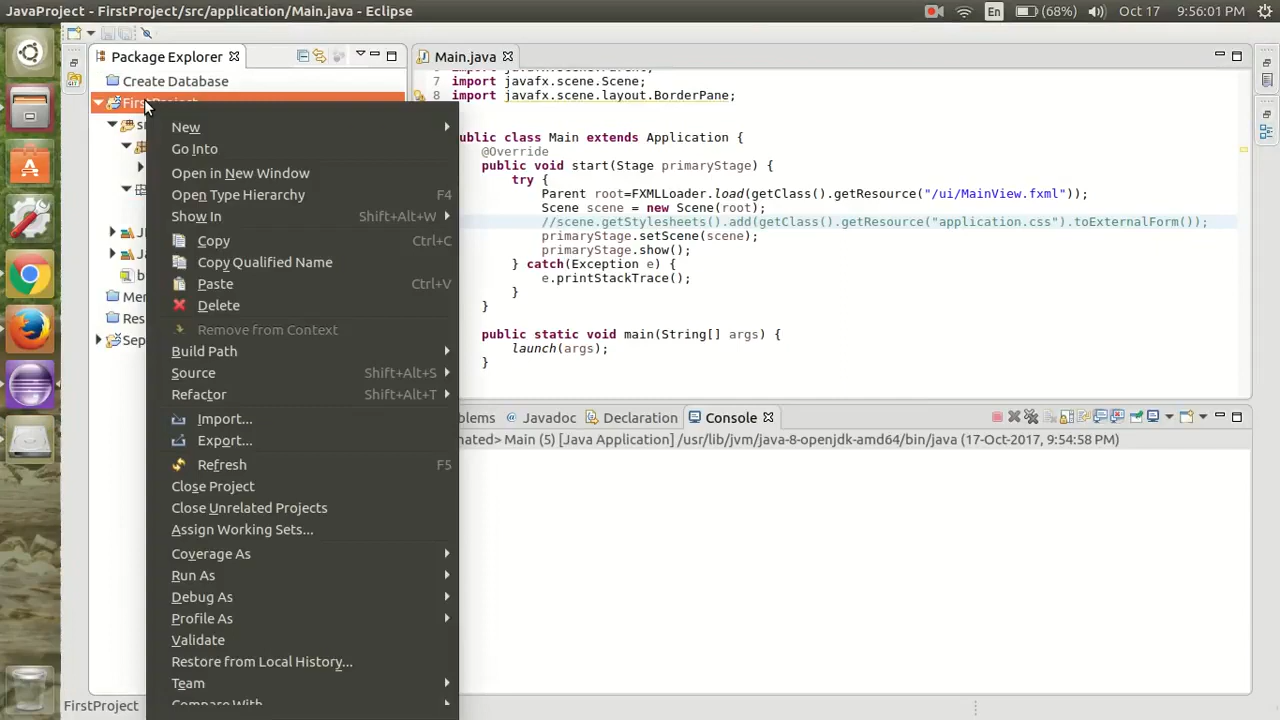 JavaProject - FirstProject/src/application/Main.java - Eclipse
En
(68%)
Oct 17
9:56:01 PM
Package Explorer
Create Database
FirstProject
New
Go Into
Open in New Window
Open Type Hierarchy F4
Show In Shift+Alt+W
Copy Ctrl+C
Copy Qualified Name
Paste Ctrl+V
Delete
Remove from Context
Build Path
Source Shift+Alt+S
Refactor Shift+Alt+T
Import...
Export...
Refresh F5
Close Project
Close Unrelated Projects
Assign Working Sets...
Coverage As
Run As
Debug As
Profile As
Validate
Restore from Local History...
Team
Compare With
Main.java
7 import javafx.scene.Scene;
8 import javafx.scene.layout.BorderPane;
public class Main extends Application {
@Override
public void start(Stage primaryStage) {
try {
Parent root=FXMLLoader.load(getClass().getResource("/ui/MainView.fxml"));
Scene scene = new Scene(root);
//scene.getStylesheets().add(getClass().getResource("application.css").toExternalForm());
primaryStage.setScene(scene);
primaryStage.show();
} catch(Exception e) {
e.printStackTrace();
}
}
public static void main(String[] args) {
launch(args);
}
Javadoc
Declaration
Console
Main (5) [Java Application] /usr/lib/jvm/java-8-openjdk-amd64/bin/java (17-Oct-2017, 9:54:58 PM)
FirstProject